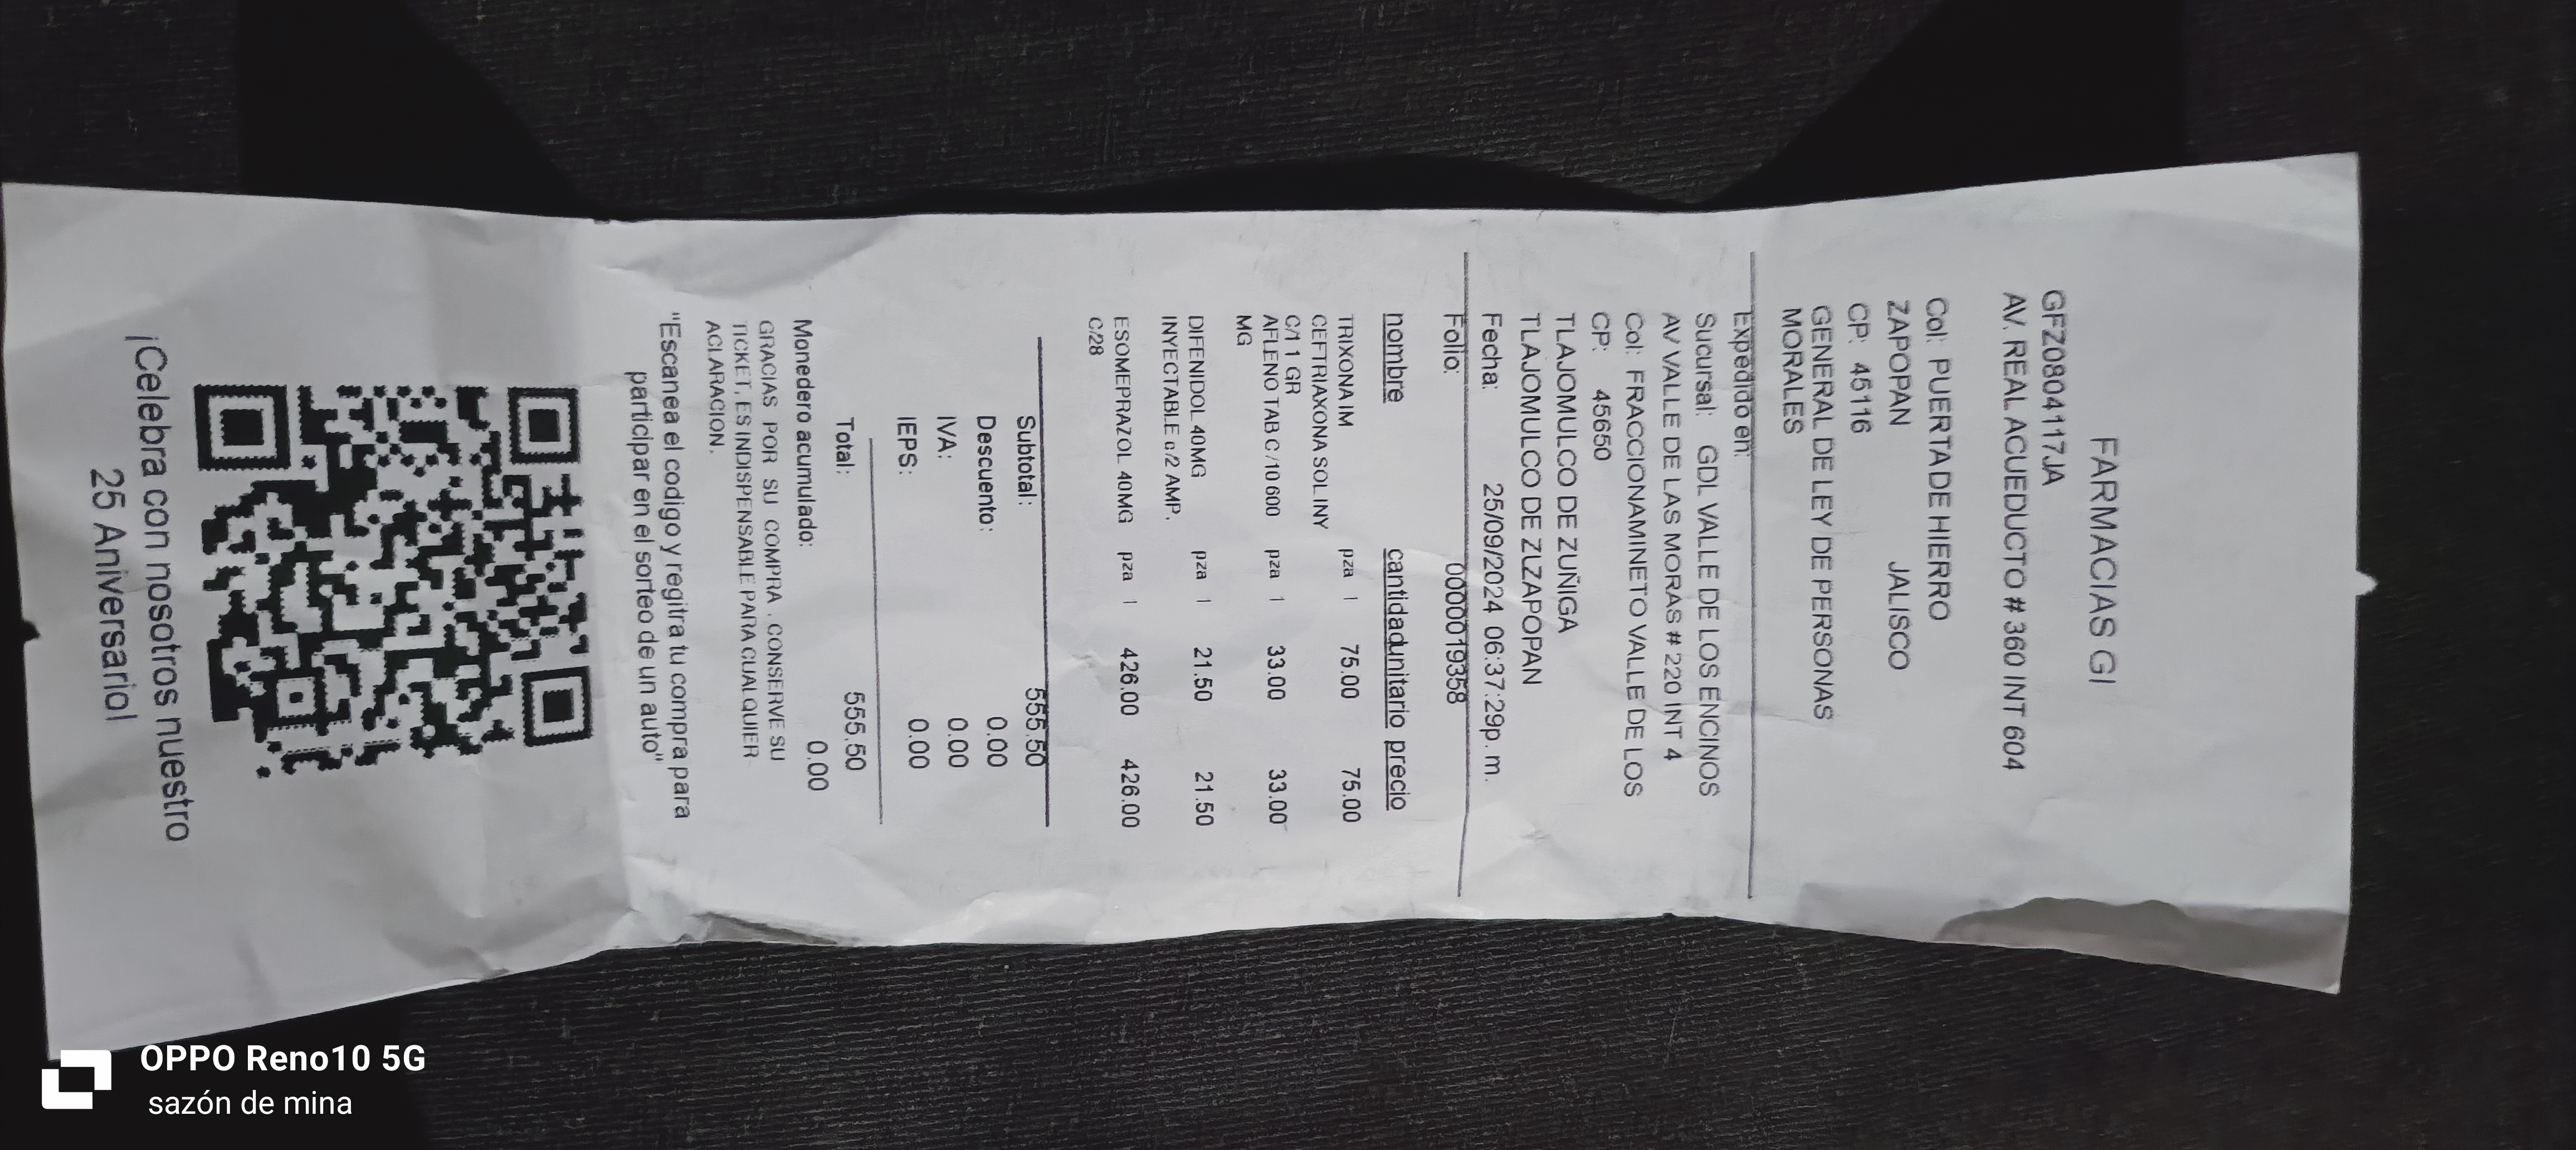 FARMACIAS GI
GFZ0804117JA
AV. REAL ACUEDUCTO # 360 INT 604
Col: PUERTA DE HIERRO
ZAPOPAN JALISCO
CP: 45116
GENERAL DE LEY DE PERSONAS
MORALES
Expedido en:
Sucursal: GDL VALLE DE LOS ENCINOS
AV VALLE DE LAS MORAS # 220 INT 4
Col: FRACCIONAMINETO VALLE DE LOS
CP: 45650
TLAJOMULCO DE ZUÑIGA
TLAJOMULCO DE ZLZAPOPAN
Fecha: 25/09/2024 06:37:29p. m.
Folio: 0000019358
nombre cantidadunitario precio
TRIXONA IM pza 1 75.00 75.00
CEFTRIAXONA SOL INY
C/1 1 GR
AFLENO TAB C/10 600 pza 1 33.00 33.00
MG
DIFENIDOL 40MG pza 1 21.50 21.50
INYECTABLE c/2 AMP.
ESOMEPRAZOL 40MG pza 1 426.00 426.00
C/28
Subtotal: 555.50
Descuento: 0.00
IVA: 0.00
IEPS: 0.00
Total: 555.50
Monedero acumulado: 0.00
GRACIAS POR SU COMPRA , CONSERVE SU
TICKET, ES INDISPENSABLE PARA CUALQUIER
ACLARACION.
"Escanea el codigo y regitra tu compra para
participar en el sorteo de un auto"
¡Celebra con nosotros nuestro
25 Aniversario!
OPPO Reno10 5G
sazón de mina